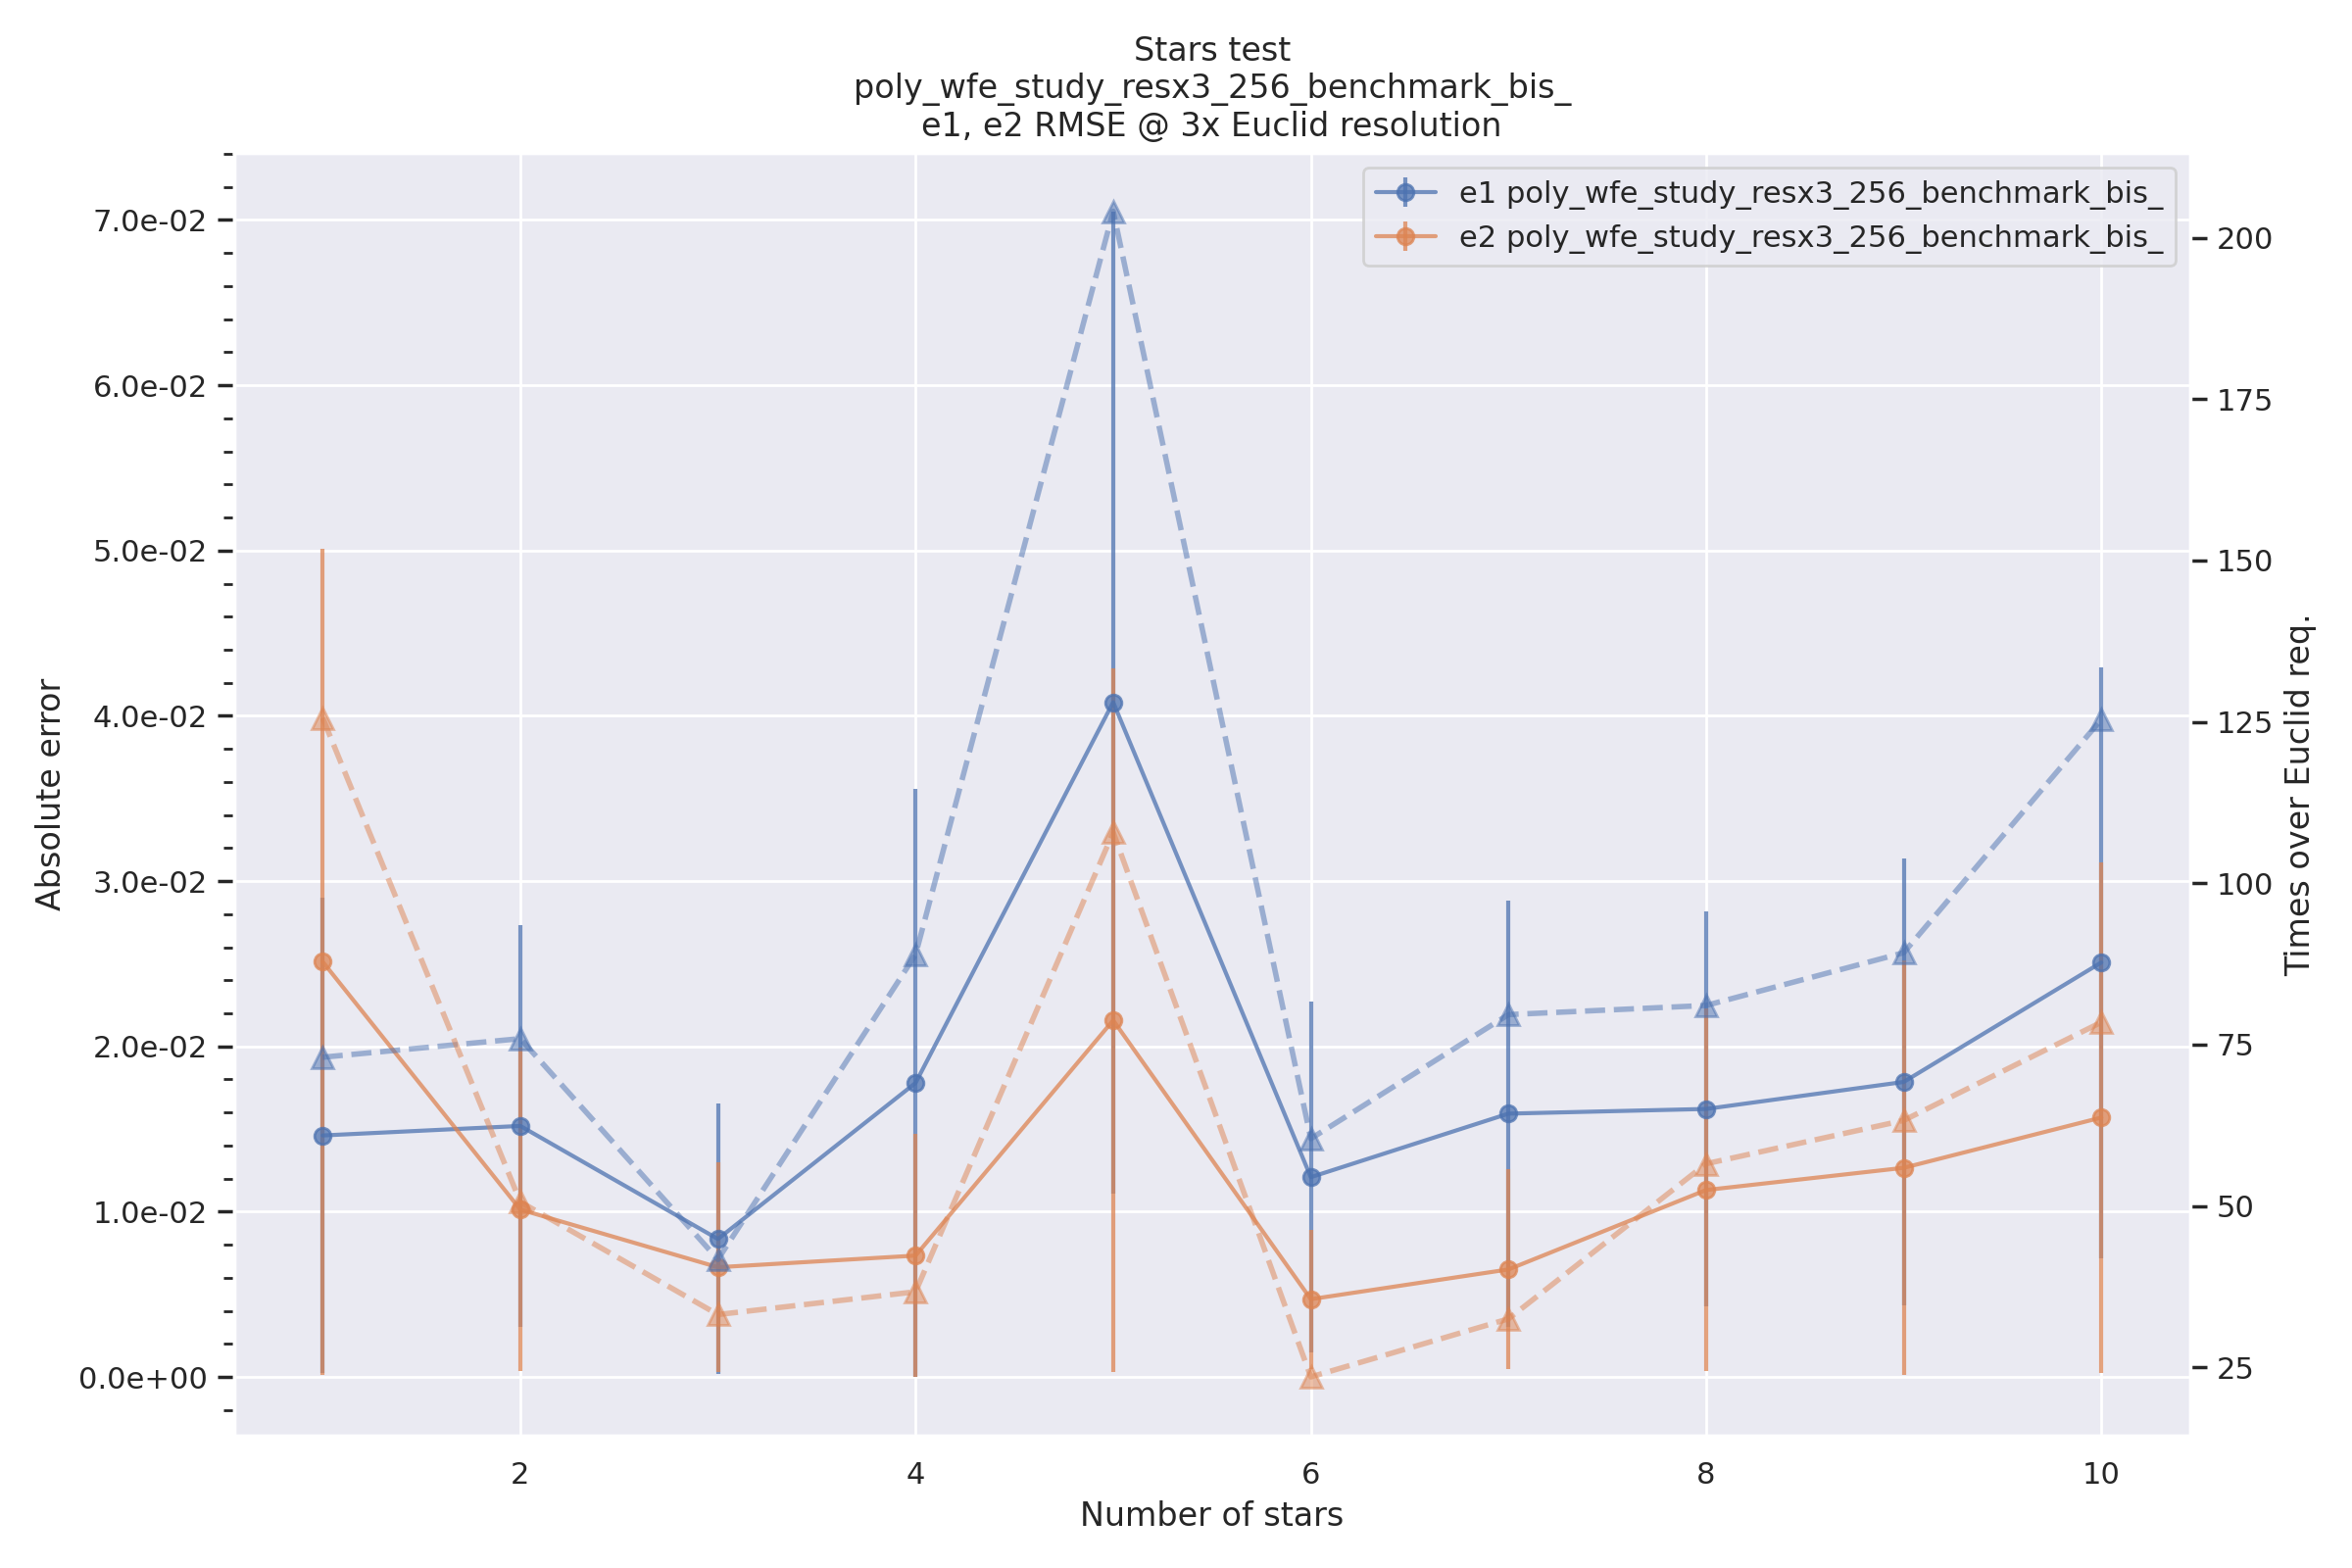 Stars test
poly_wfe_study_resx3_256_benchmark_bis_
e1, e2 RMSE @ 3x Euclid resolution
e1 poly_wfe_study_resx3_256_benchmark_bis_
e2 poly_wfe_study_resx3_256_benchmark_bis_
Absolute error
7.0e-02
6.0e-02
5.0e-02
4.0e-02
3.0e-02
2.0e-02
1.0e-02
0.0e+00
200
175
150
125
100
75
50
25
Times over Euclid req.
2
4
6
8
10
Number of stars